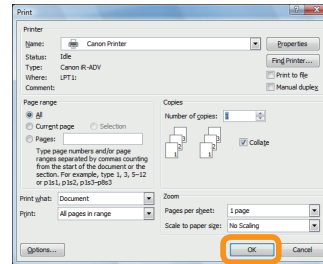 Print
Printer
Name: Canon Printer Properties
Status: Idle Find Printer...
Type: Canon iR-ADV
Where: LPT1: Print to file
Comment: Manual duplex
Page range Copies
All Number of copies: 1
Current page Selection
Pages:
Type page numbers and/or page
ranges separated by commas counting
from the start of the document or the
section. For example, type 1, 3, 5–12
or p1s1, p1s2, p1s3–p8s3
Collate
Print what: Document Zoom
Print: All pages in range Pages per sheet: 1 page
Scale to paper size: No Scaling
Options... OK Cancel